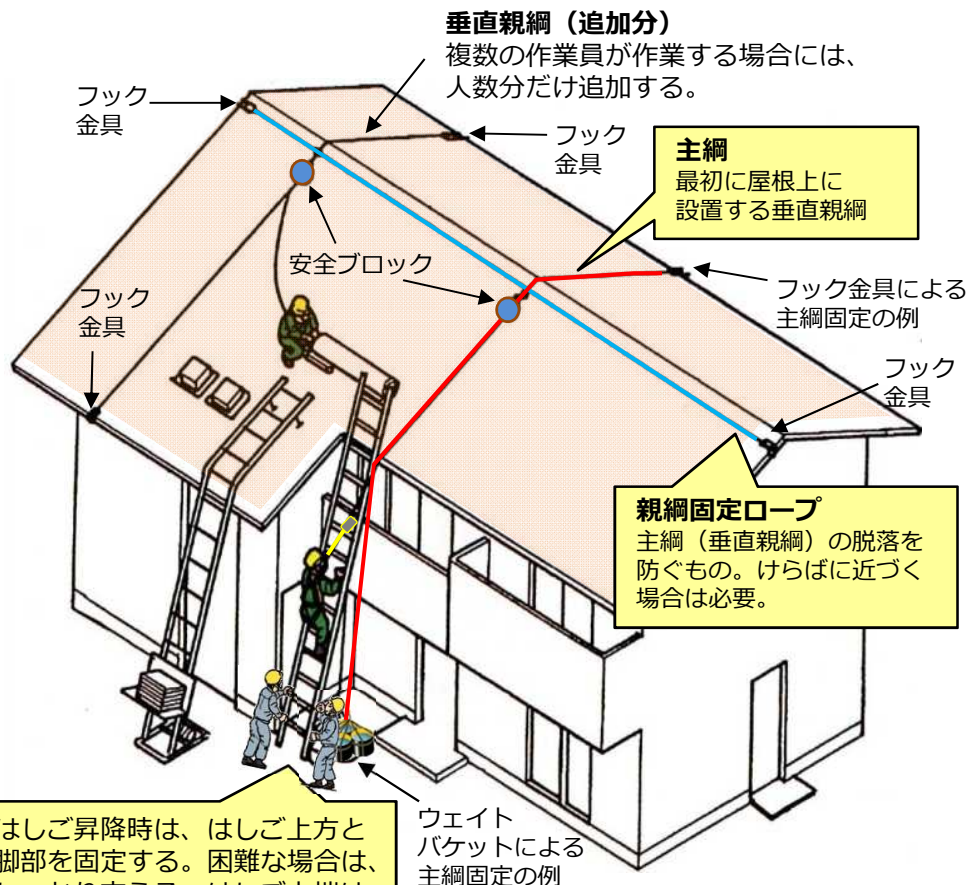 垂直親綱（追加分）
複数の作業員が作業する場合には、
人数分だけ追加する。
フック
金具
フック
金具
主綱
最初に屋根上に
設置する垂直親綱
安全ブロック
フック金具による
主綱固定の例
フック
金具
フック
金具
親綱固定ロープ
主綱（垂直親綱）の脱落を
防ぐもの。けらばに近づく
場合は必要。
はしご昇降時は、はしご上方と
脚部を固定する。困難な場合は、
ウェイト
バケットによる
主綱固定の例